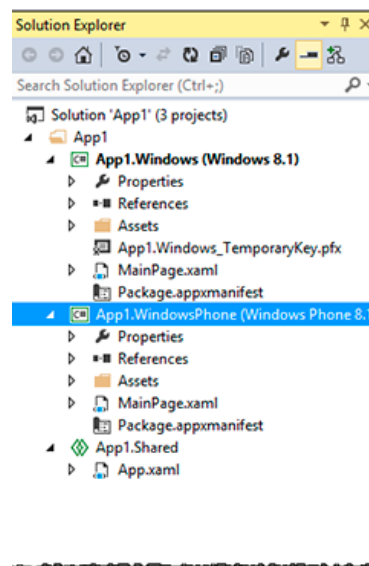 Solution Explorer
Search Solution Explorer (Ctrl+;)
Solution 'App1' (3 projects)
App1
App1.Windows (Windows 8.1)
Properties
References
Assets
App1.Windows_TemporaryKey.pfx
MainPage.xaml
Package.appxmanifest
App1.WindowsPhone (Windows Phone 8.1
Properties
References
Assets
MainPage.xaml
Package.appxmanifest
App1.Shared
App.xaml